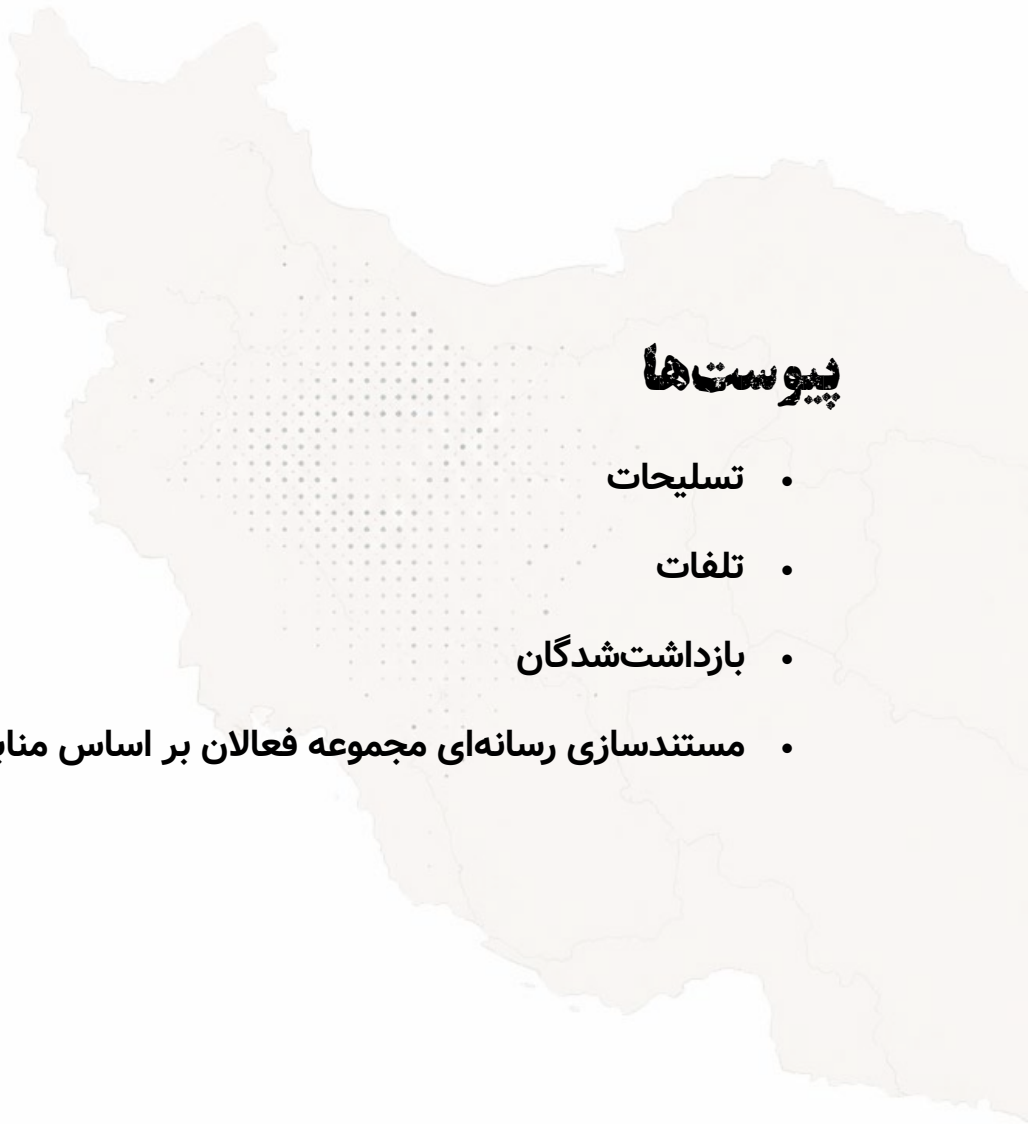 پیوست‌ها
• تسلیحات
• تلفات
• بازداشت‌شدگان
• مستندسازی رسانه‌ای مجموعه فعالان بر اساس